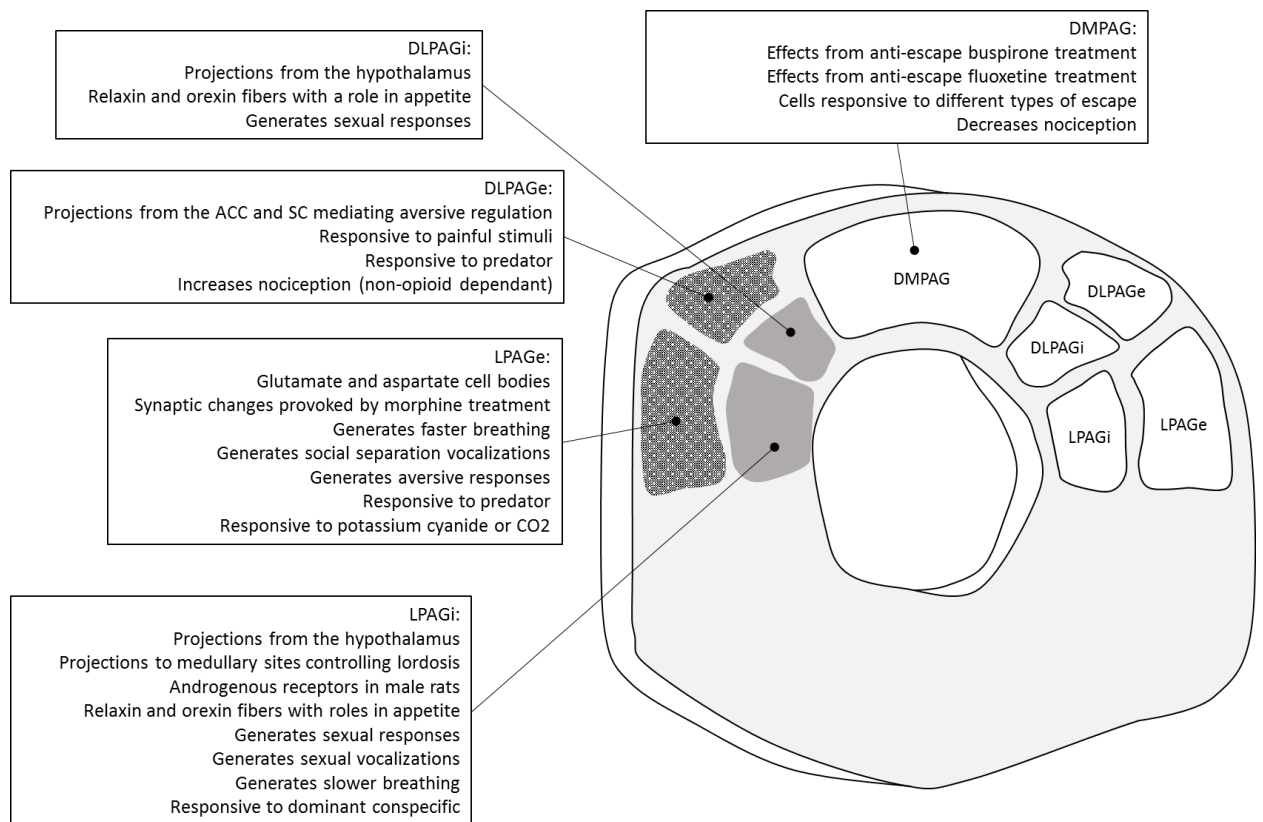 DLPAGi:
Projections from the hypothalamus
Relaxin and orexin fibers with a role in appetite
Generates sexual responses
DMPAG:
Effects from anti-escape buspirone treatment
Effects from anti-escape fluoxetine treatment
Cells responsive to different types of escape
Decreases nociception
DLPAGe:
Projections from the ACC and SC mediating aversive regulation
Responsive to painful stimuli
Responsive to predator
Increases nociception (non-opioid dependant)
LPAGe:
Glutamate and aspartate cell bodies
Synaptic changes provoked by morphine treatment
Generates faster breathing
Generates social separation vocalizations
Generates aversive responses
Responsive to predator
Responsive to potassium cyanide or CO2
LPAGi:
Projections from the hypothalamus
Projections to medullary sites controlling lordosis
Androgenous receptors in male rats
Relaxin and orexin fibers with roles in appetite
Generates sexual responses
Generates sexual vocalizations
Generates slower breathing
Responsive to dominant conspecific
DMPAG
DLPAGe
DLPAGi
LPAGi
LPAGe